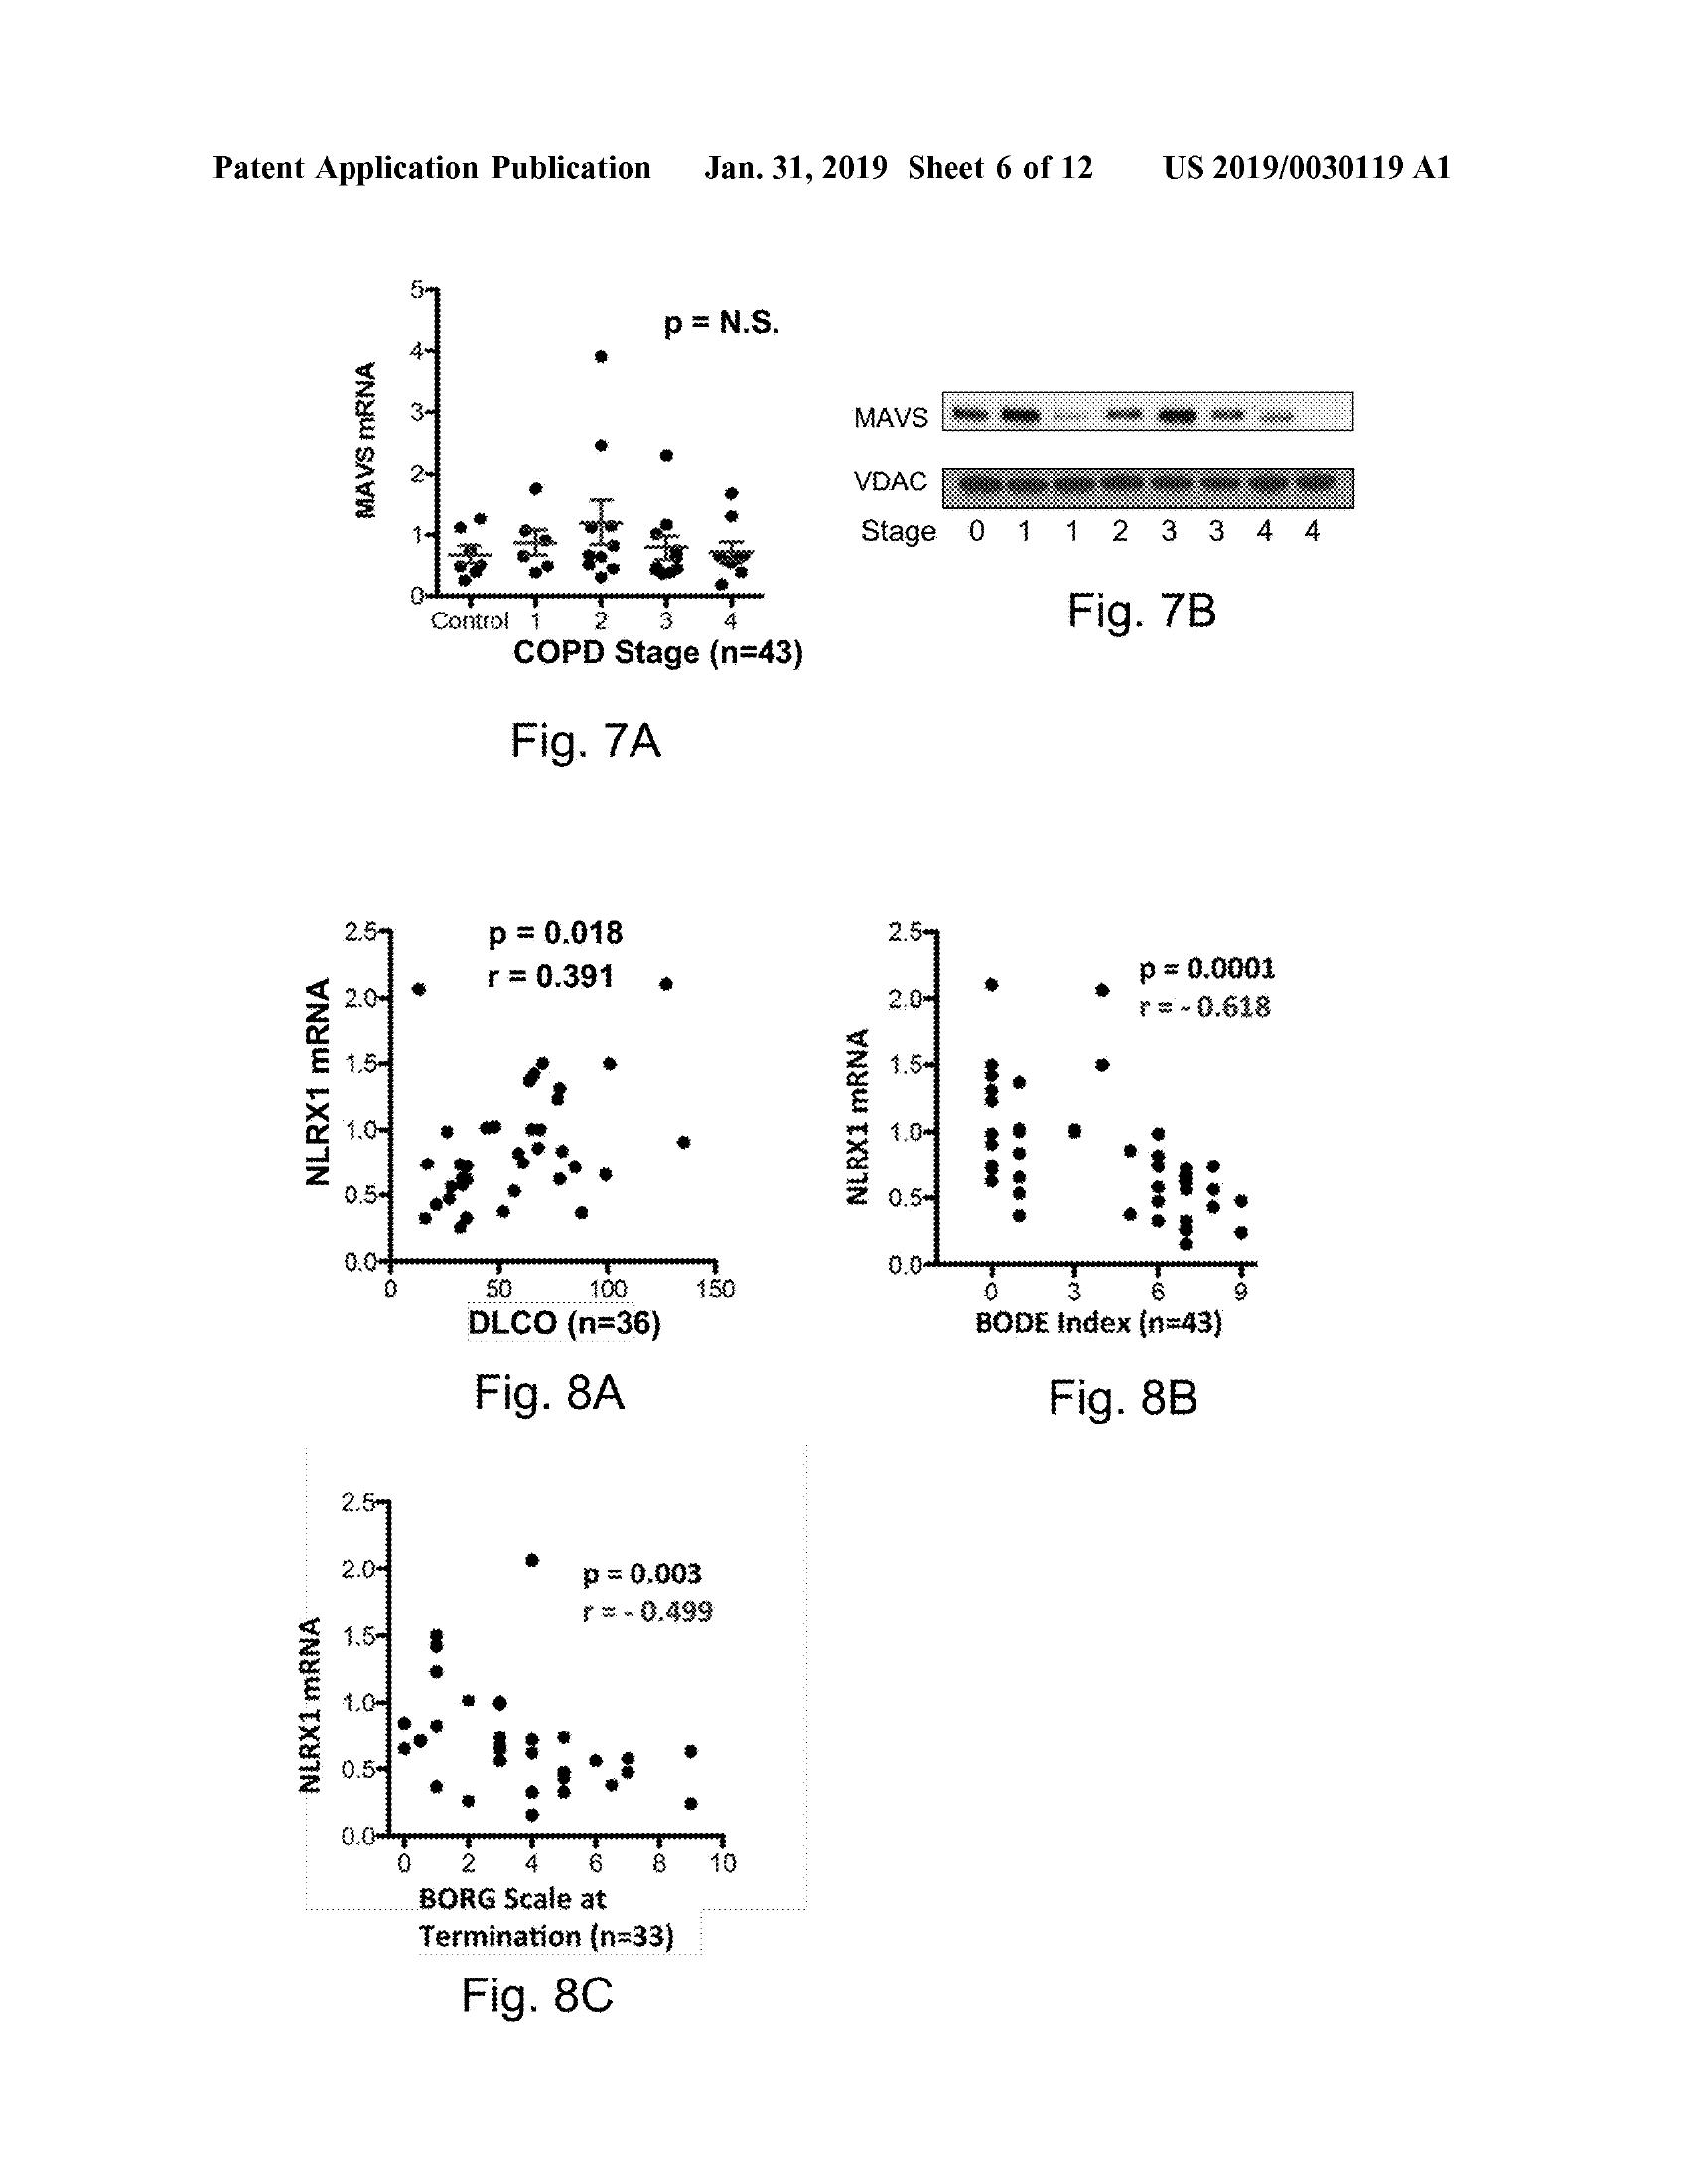 Patent Application Publication Jan. 31, 2019 Sheet 6 of 12 US 2019/0030119 A1
5
4
3
2
1
0
MAVS mRNA
p = N.S.
Control 1 2 3 4
COPD Stage (n=43)
Fig. 7A
MAVS
VDAC
Stage 0 1 1 2 3 3 4 4
Fig. 7B
2.5
2.0
1.5
1.0
0.5
0.0
NLRX1 mRNA
p = 0.018
r = 0.391
0 50 100 150
DLCO (n=36)
Fig. 8A
2.5
2.0
1.5
1.0
0.5
0.0
NLRX1 mRNA
p = 0.0001
r = - 0.618
0 3 6 9
BODE Index (n=43)
Fig. 8B
2.5
2.0
1.5
1.0
0.5
0.0
NLRX1 mRNA
p = 0.003
r = - 0.499
0 2 4 6 8 10
BORG Scale at
Termination (n=33)
Fig. 8C